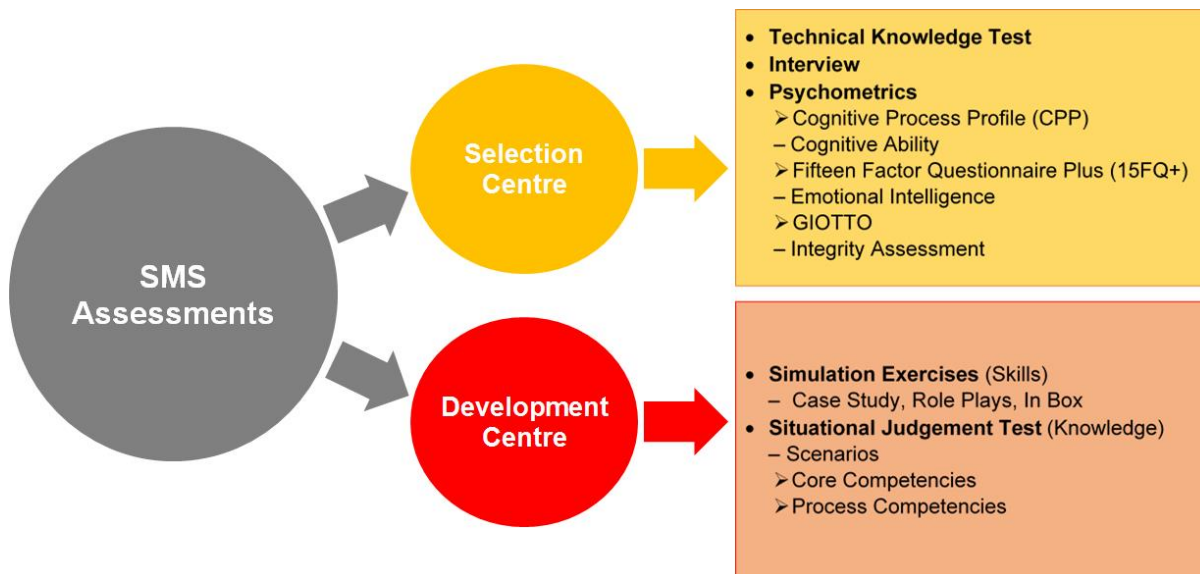 SMS
Assessments
Selection
Centre
• Technical Knowledge Test
• Interview
• Psychometrics
➢ Cognitive Process Profile (CPP)
– Cognitive Ability
➢ Fifteen Factor Questionnaire Plus (15FQ+)
– Emotional Intelligence
➢ GIOTTO
– Integrity Assessment
Development
Centre
• Simulation Exercises (Skills)
– Case Study, Role Plays, In Box
• Situational Judgement Test (Knowledge)
– Scenarios
➢ Core Competencies
➢ Process Competencies